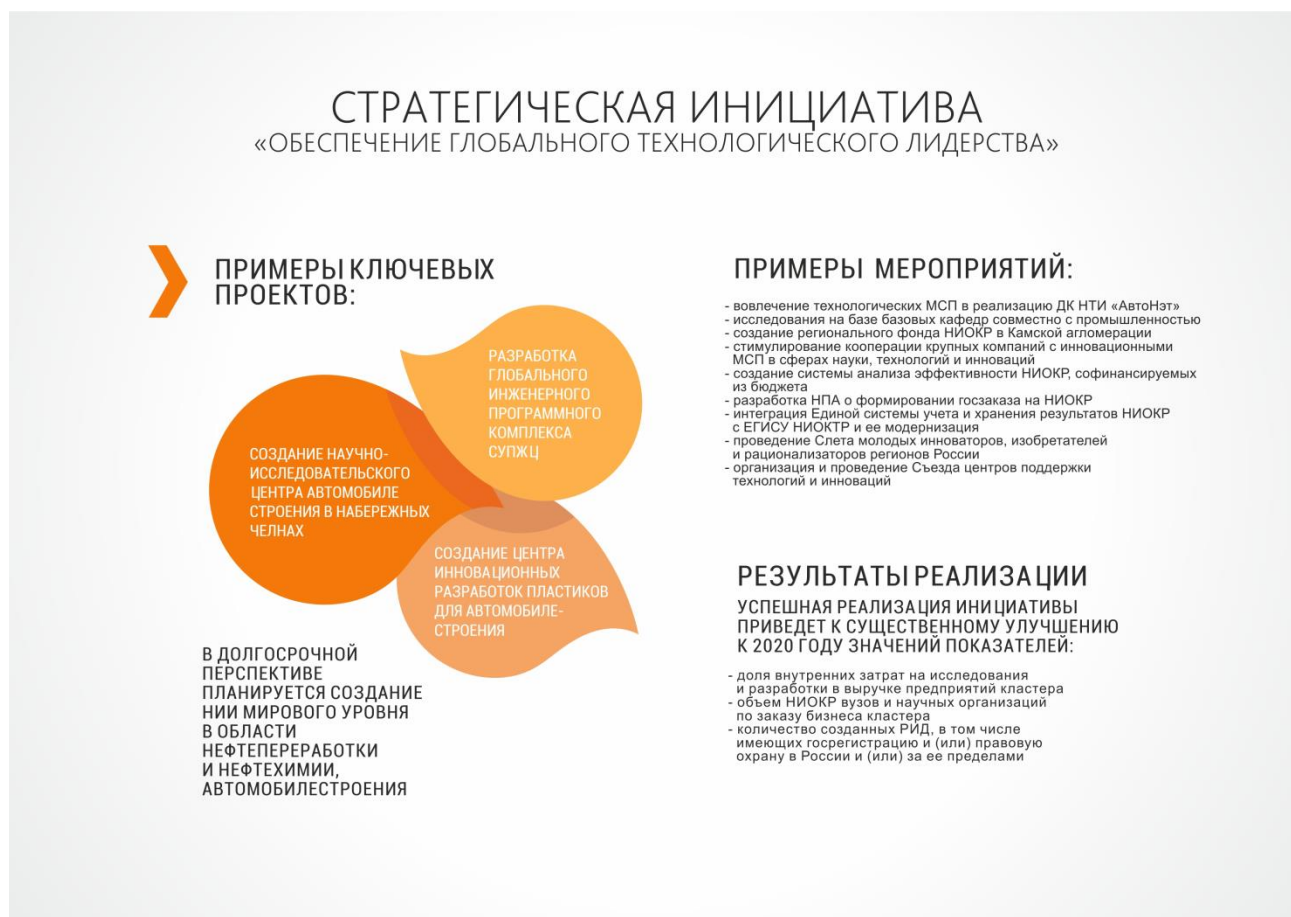 СТРАТЕГИЧЕСКАЯ ИНИЦИАТИВА
«ОБЕСПЕЧЕНИЕ ГЛОБАЛЬНОГО ТЕХНОЛОГИЧЕСКОГО ЛИДЕРСТВА»
ПРИМЕРЫ КЛЮЧЕВЫХ
ПРОЕКТОВ:
РАЗРАБОТКА
ГЛОБАЛЬНОГО
ИНЖЕНЕРНОГО
ПРОГРАММНОГО
КОМПЛЕКСА
СУПЖЦ
СОЗДАНИЕ НАУЧНО-
ИССЛЕДОВАТЕЛЬСКОГО
ЦЕНТРА АВТОМОБИЛЕ
СТРОЕНИЯ В НАБЕРЕЖНЫХ
ЧЕЛНАХ
СОЗДАНИЕ ЦЕНТРА
ИННОВАЦИОННЫХ
РАЗРАБОТОК ПЛАСТИКОВ
ДЛЯ АВТОМОБИЛЕ-
СТРОЕНИЯ
В ДОЛГОСРОЧНОЙ
ПЕРСПЕКТИВЕ
ПЛАНИРУЕТСЯ СОЗДАНИЕ
НИИ МИРОВОГО УРОВНЯ
В ОБЛАСТИ
НЕФТЕПЕРЕРАБОТКИ
И НЕФТЕХИМИИ,
АВТОМОБИЛЕСТРОЕНИЯ
ПРИМЕРЫ МЕРОПРИЯТИЙ:
- вовлечение технологических МСП в реализацию ДК НТИ «АвтоНэт»
- исследования на базе базовых кафедр совместно с промышленностью
- создание регионального фонда НИОКР в Камской агломерации
- стимулирование кооперации крупных компаний с инновационными
МСП в сферах науки, технологий и инноваций
- создание системы анализа эффективности НИОКР, софинансируемых
из бюджета
- разработка НПА о формировании госзаказа на НИОКР
- интеграция Единой системы учета и хранения результатов НИОКР
с ЕГИСУ НИОКТР и ее модернизация
- проведение Слета молодых инноваторов, изобретателей
и рационализаторов регионов России
- организация и проведение Съезда центров поддержки
технологий и инноваций
РЕЗУЛЬТАТЫ РЕАЛИЗАЦИИ
УСПЕШНАЯ РЕАЛИЗАЦИЯ ИНИЦИАТИВЫ
ПРИВЕДЕТ К СУЩЕСТВЕННОМУ УЛУЧШЕНИЮ
К 2020 ГОДУ ЗНАЧЕНИЙ ПОКАЗАТЕЛЕЙ:
- доля внутренних затрат на исследования
и разработки в выручке предприятий кластера
- объем НИОКР вузов и научных организаций
по заказу бизнеса кластера
- количество созданных РИД, в том числе
имеющих госрегистрацию и (или) правовую
охрану в России и (или) за ее пределами